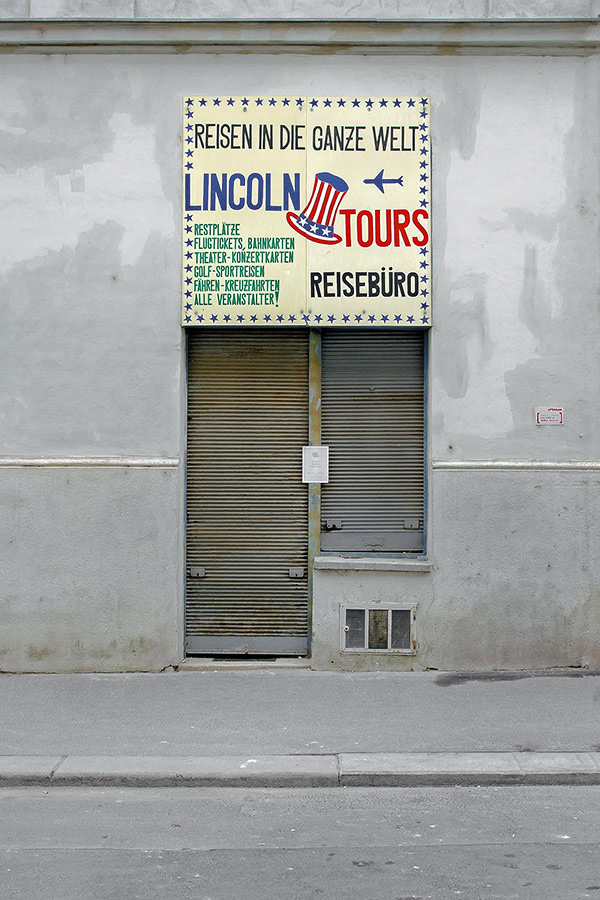 REISEN IN DIE GANZE WELT
LINCOLN
TOURS
RESTPLÄTZE
FLUGTICKETS, BAHNKARTEN
THEATER-KONZERTKARTEN
GOLF-SPORTREISEN
FÄHREN-KREUZFAHRTEN
ALLE VERANSTALTER!
REISEBÜRO